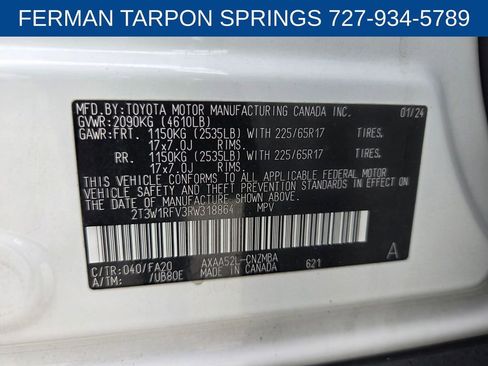 FERMAN TARPON SPRINGS 727-934-5789
MFD.BY:TOYOTA MOTOR MANUFACTURING CANADA INC. 01/24
GVWR:2090KG (4610LB)
GAWR:FRT. 1150KG (2535LB) WITH 225/65R17 TIRES.
17x7.0J RIMS.
RR. 1150KG (2535LB) WITH 225/65R17 TIRES.
17x7.0J RIMS.
THIS VEHICLE CONFORMS TO ALL APPLICABLE FEDERAL MOTOR
VEHICLE SAFETY AND THEFT PREVENTION STANDARDS IN EFFECT ON
THE DATE OF MANUFACTURE SHOWN ABOVE.
2T3W1RFV3RW318864 MPV
C/TR:040/FA20 AXAA52L-CNZMBA A
A/TM: /UB80E MADE IN CANADA 621